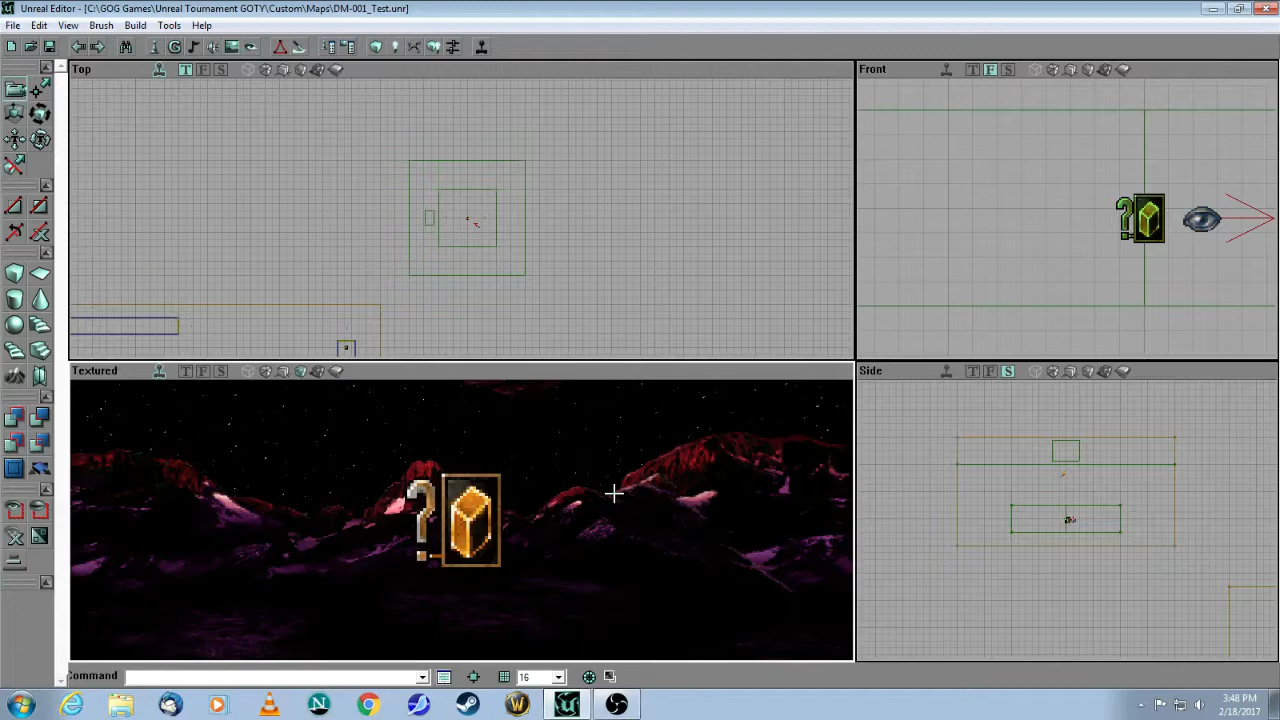 Unreal Editor - [C:\GOG Games\Unreal Tournament GOTY\Custom\Maps\DM-001_Test.unr]
File Edit View Brush Build Tools Help
Top T F S
Front T F S
Textured T F S
Side T F S
Command 16
3:48 PM
2/18/2017